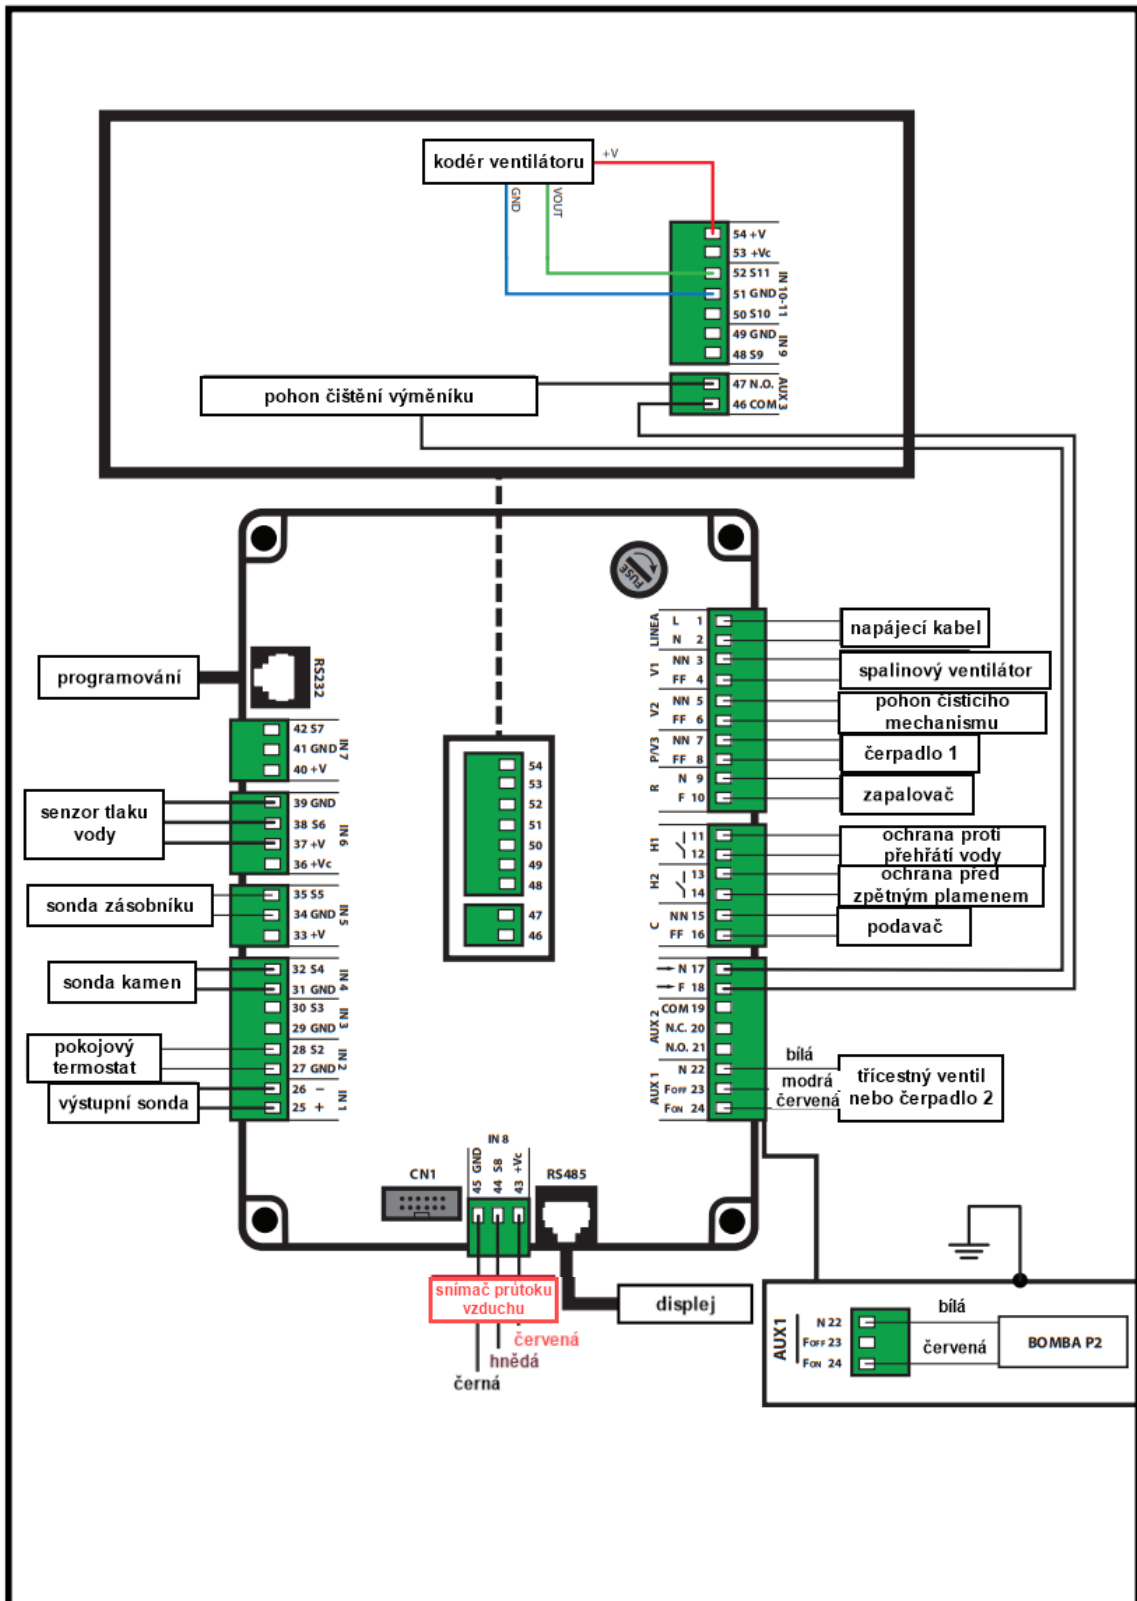 kodér ventilátoru
+V
GND
VOUT
54 +V
53 +Vc
52 S11
51 GND
50 S10
49 GND
48 S9
IN 10-11
IN 9
47 N.O.
46 COM
AUX 3
pohon čištění výměníku
FUSE
programování
RS232
42 S7
41 GND
40 +V
IN 7
senzor tlaku
vody
39 GND
38 S6
37 +V
36 +Vc
IN 6
sonda zásobníku
35 S5
34 GND
33 +V
IN 5
sonda kamen
32 S4
31 GND
IN 4
30 S3
29 GND
IN 3
pokojový
termostat
28 S2
27 GND
IN 2
výstupní sonda
26 −
25 +
IN 1
54
53
52
51
50
49
48
47
46
LINEA
L 1
N 2
napájecí kabel
V1
NN 3
FF 4
spalinový ventilátor
V2
NN 5
FF 6
pohon čisticiho
mechanismu
P/V3
NN 7
FF 8
čerpadlo 1
R
N 9
F 10
zapalovač
H1
11
12
ochrana proti
přehřátí vody
H2
13
14
ochrana před
zpětným plamenem
C
NN 15
FF 16
podavač
N 17
F 18
AUX 2
COM 19
N.C. 20
N.O. 21
AUX 1
N 22
FOFF 23
FON 24
bílá
modrá
červená
třícestný ventil
nebo čerpadlo 2
CN1
IN 8
45 GND
44 S8
43 +Vc
RS485
snímač průtoku
vzduchu
červená
hnědá
černá
displej
AUX1
N 22
FOFF 23
FON 24
bílá
červená
BOMBA P2